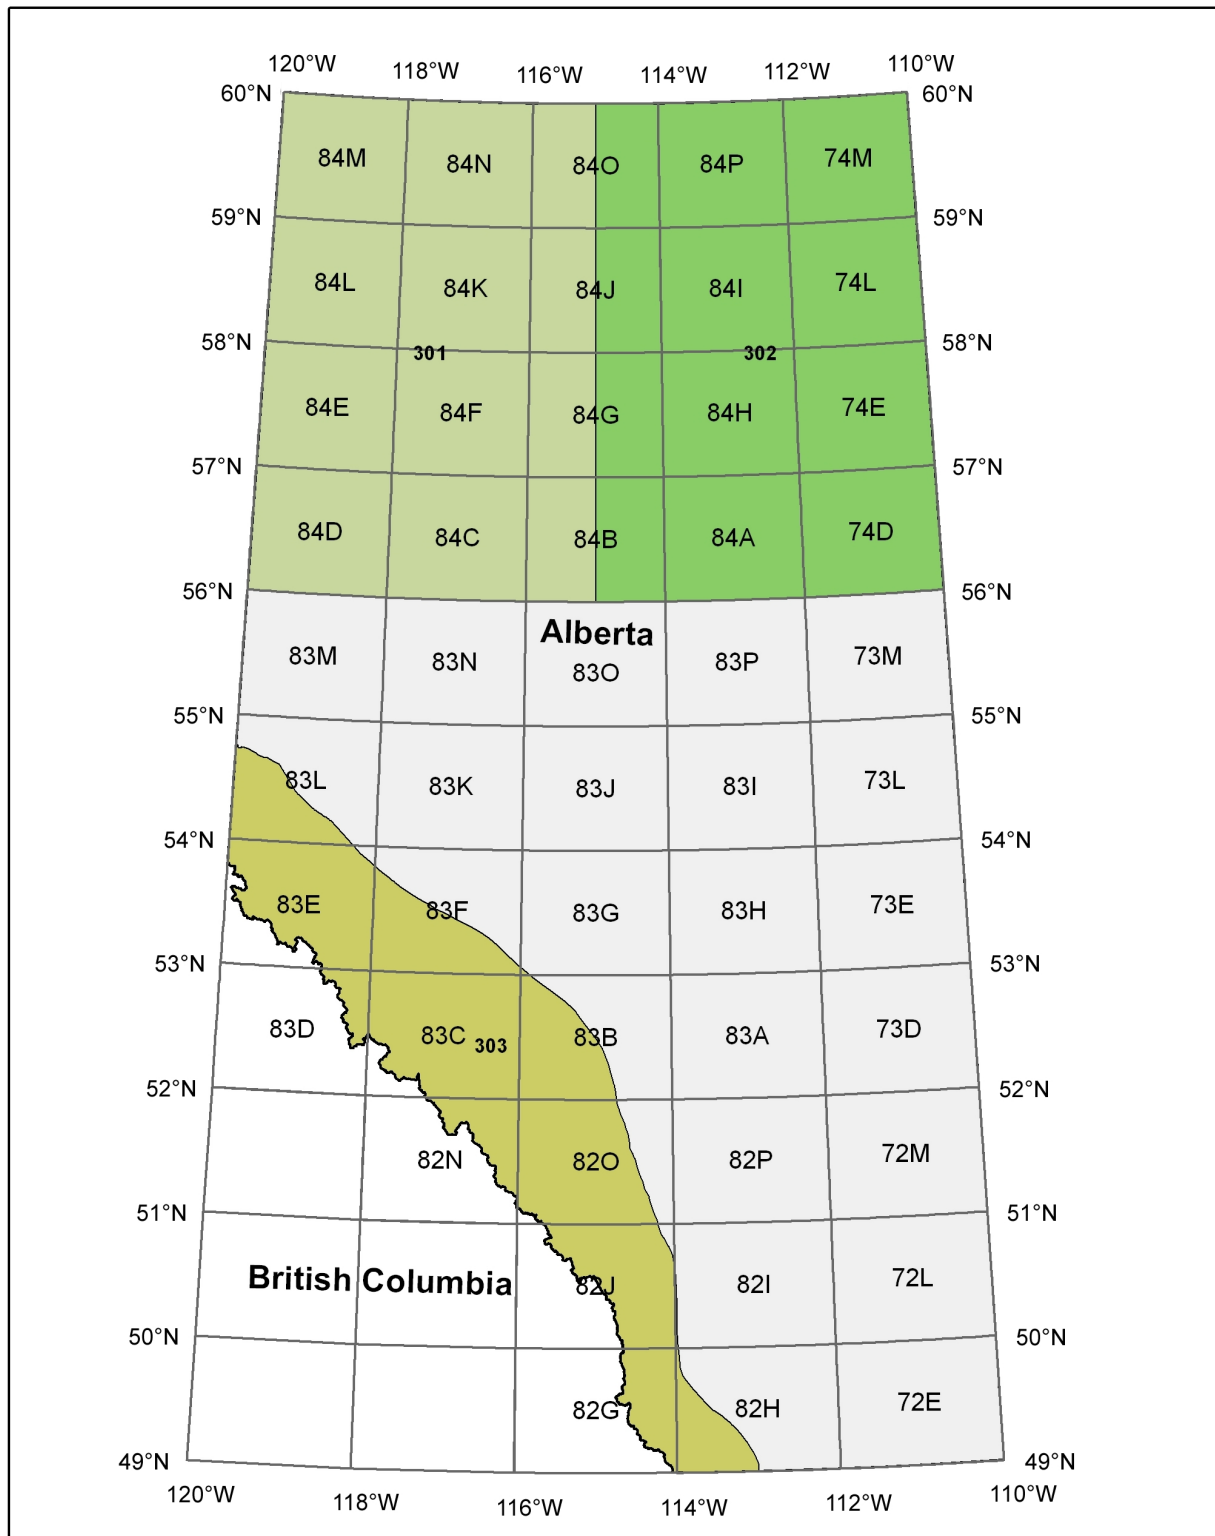 120°W 118°W 116°W 114°W 112°W 110°W
60°N 60°N
84M 84N 84O 84P 74M
59°N 59°N
84L 84K 84J 84I 74L
58°N 58°N
301 302
84E 84F 84G 84H 74E
57°N 57°N
84D 84C 84B 84A 74D
56°N 56°N
Alberta
83M 83N 83O 83P 73M
55°N 55°N
83L 83K 83J 83I 73L
54°N 54°N
83E 83F 83G 83H 73E
53°N 53°N
83D 83C 303 83B 83A 73D
52°N 52°N
82N 82O 82P 72M
51°N 51°N
British Columbia 82J 82I 72L
50°N 50°N
82G 82H 72E
49°N 49°N
120°W 118°W 116°W 114°W 112°W 110°W